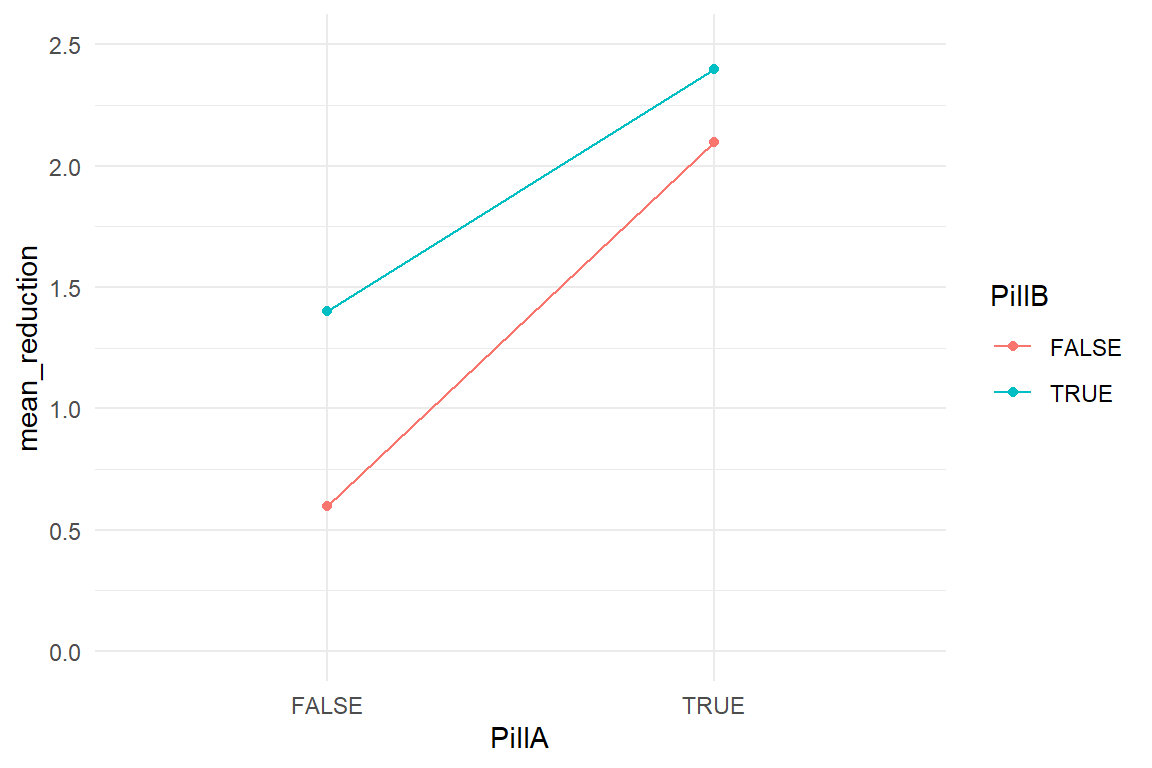 2.5
2.0
1.5
1.0
0.5
0.0
mean_reduction
FALSE
TRUE
PillA
PillB
FALSE
TRUE